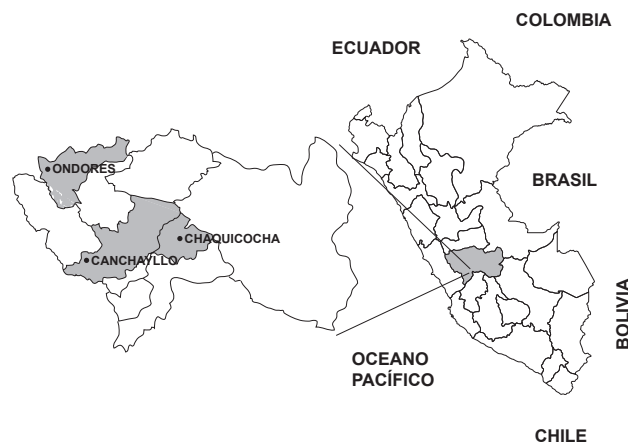 COLOMBIA
ECUADOR
ONDORES
BRASIL
CHAQUICOCHA
CANCHAYLLO
BOLIVIA
OCEANO
PACÍFICO
CHILE